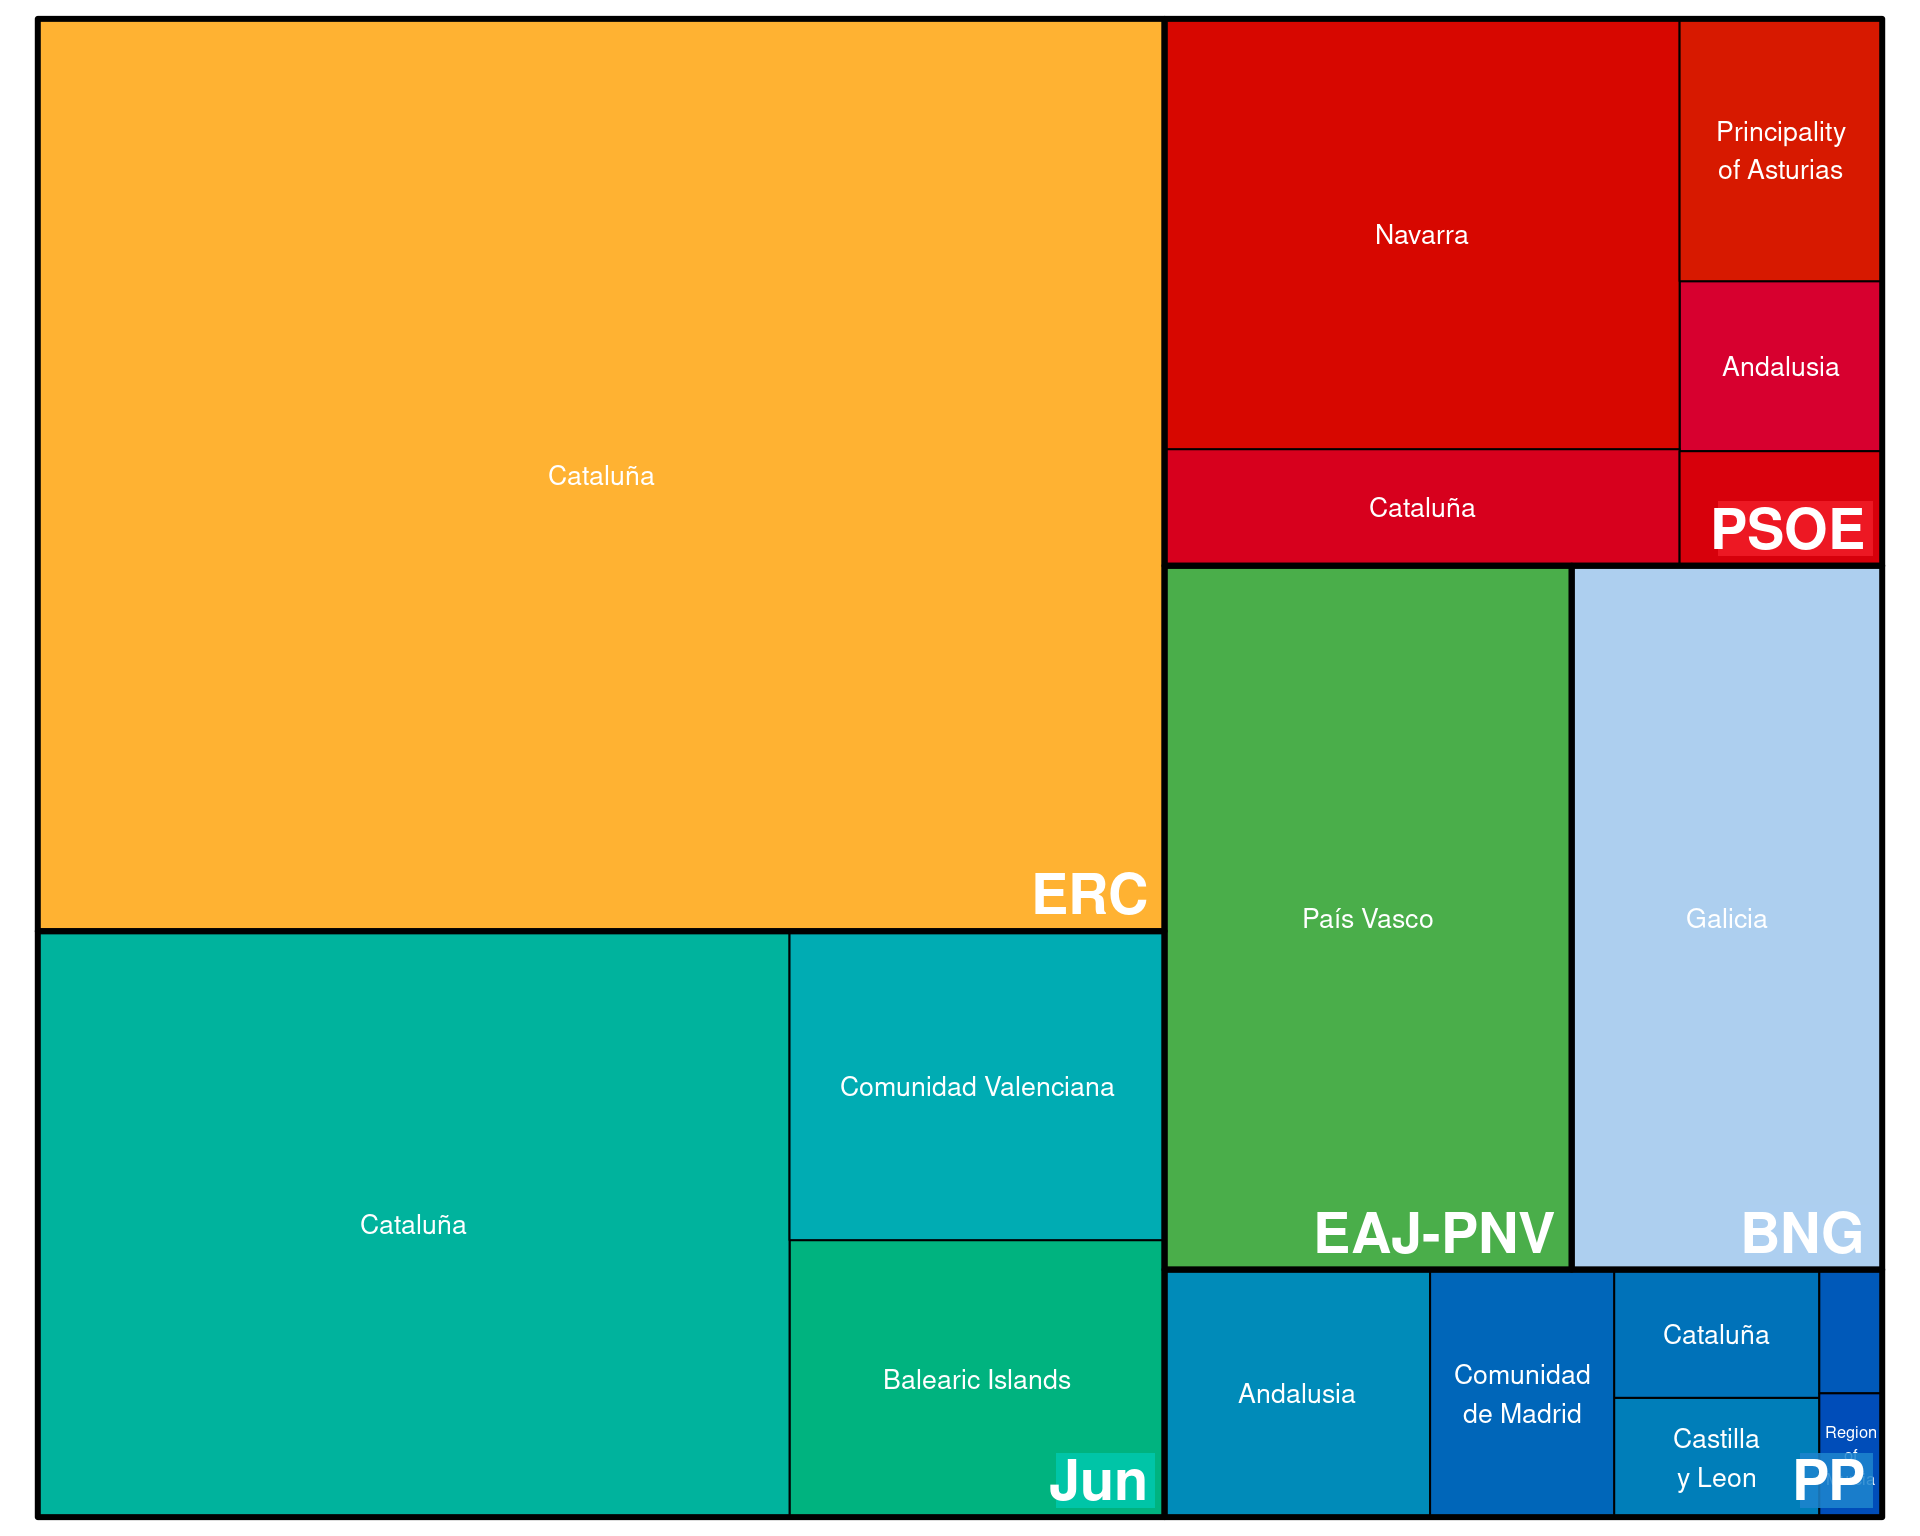 Cataluña
ERC
Cataluña
Comunidad Valenciana
Balearic Islands
Jun
Navarra
Principality
of Asturias
Andalusia
Cataluña
PSOE
País Vasco
EAJ-PNV
Galicia
BNG
Andalusia
Comunidad
de Madrid
Cataluña
Castilla
y Leon
Region
of
PP